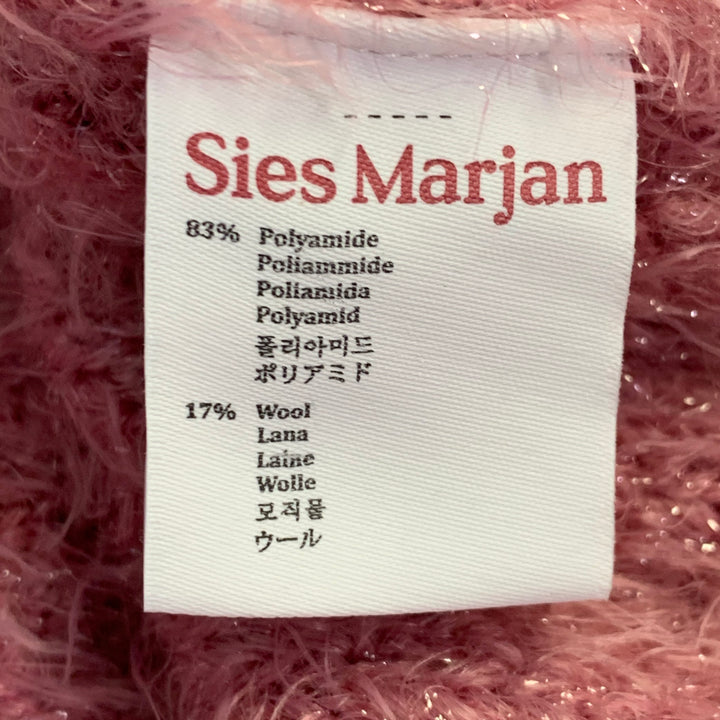 Sies Marjan
83% Polyamide
Poliammide
Poliamida
Polyamid
폴리아미드
ポリアミド
17% Wool
Lana
Laine
Wolle
모직물
ウール